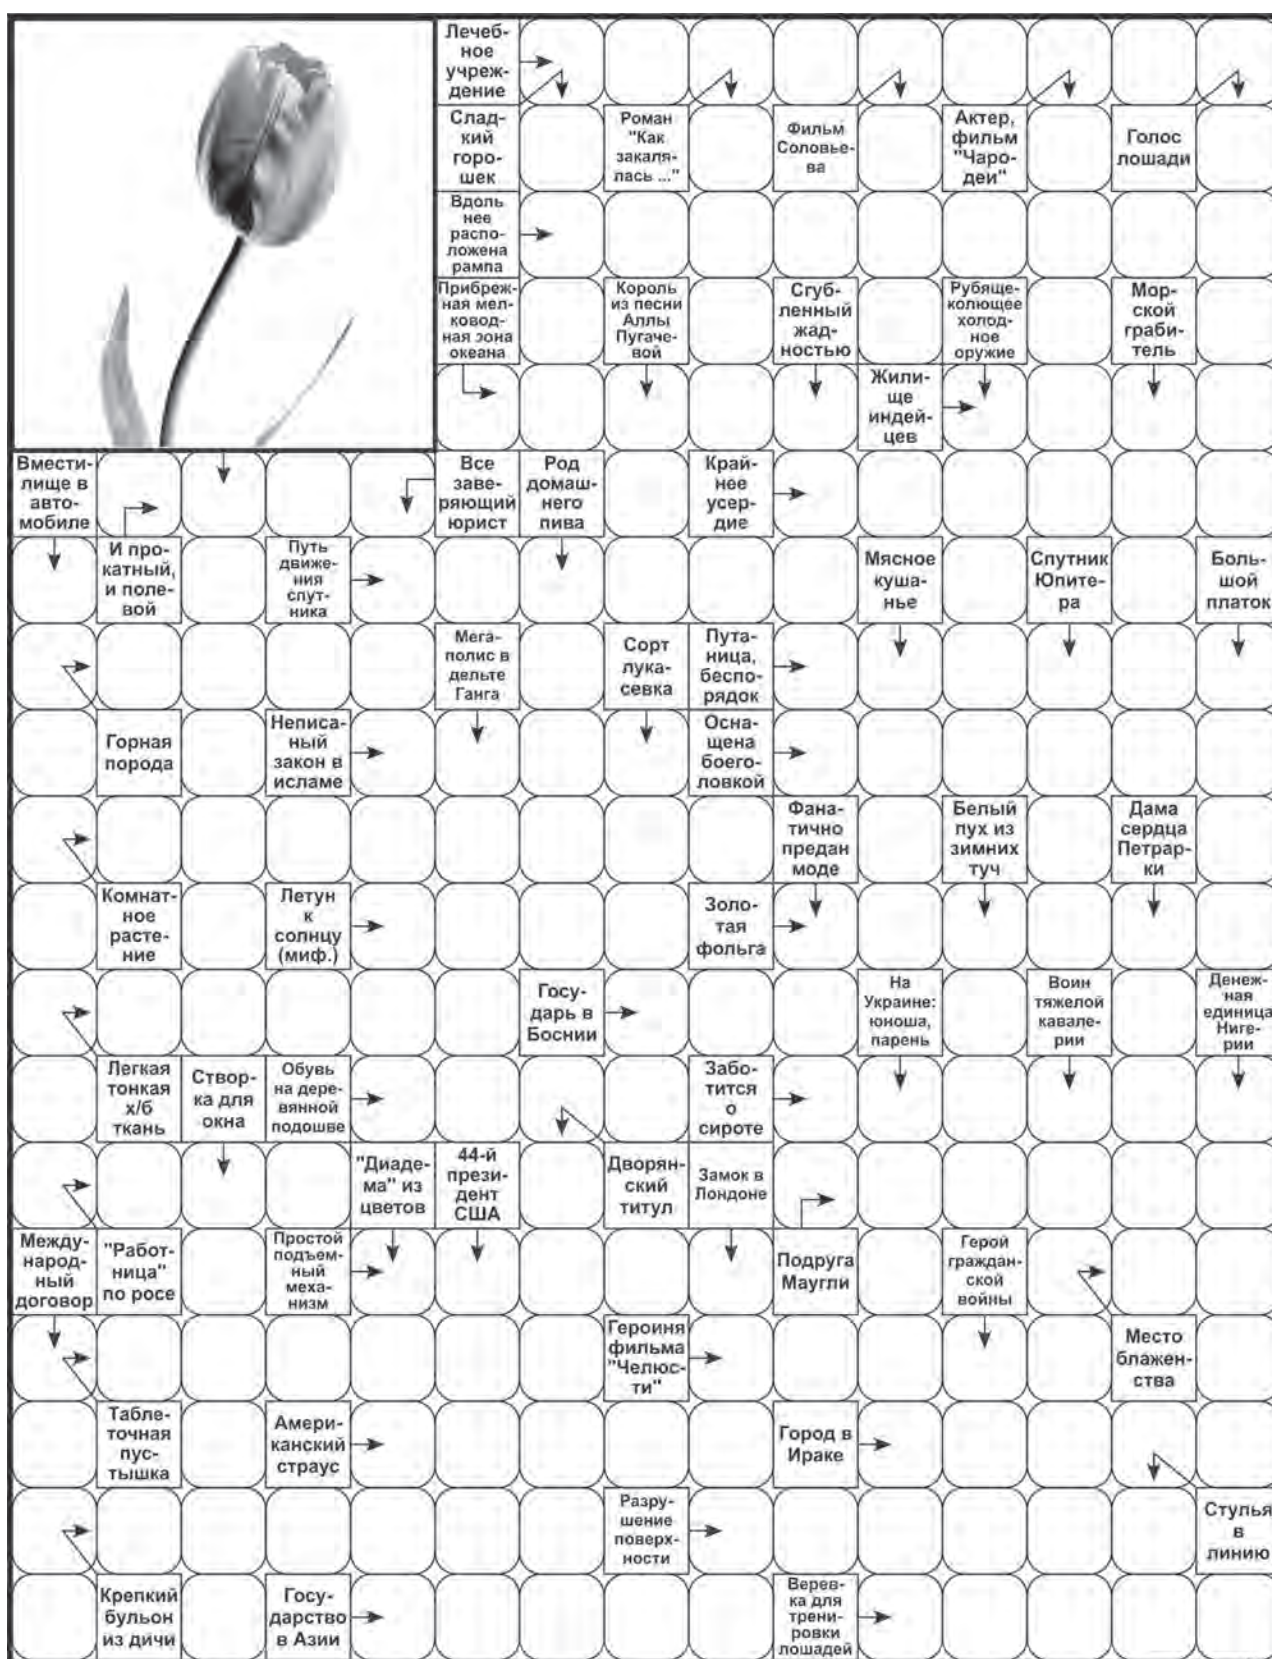 Лечеб-
ное
учреж-
дение
Слад-
кий
горо-
шек
Роман
"Как
закаля-
лась ..."
Фильм
Соловье-
ва
Актер,
фильм
"Чаро-
деи"
Голос
лошади
Вдоль
нее
распо-
ложена
рампа
Прибреж-
ная мел-
ковод-
ная зона
океана
Король
из песни
Аллы
Пугаче-
вой
Сгуб-
ленный
жад-
ностью
Рубяще-
колющее
холод-
ное
оружие
Мор-
ской
граби-
тель
Жили-
ще
индей-
цев
Вмести-
лище в
авто-
мобиле
Все
заве-
ряющий
юрист
Род
домаш-
него
пива
Край-
нее
усер-
дие
И про-
катный,
и поле-
вой
Путь
движе-
ния
спут-
ника
Мясное
куша-
нье
Спутник
Юпите-
ра
Боль-
шой
платок
Мега-
полис в
дельте
Ганга
Сорт
лука-
севка
Пута-
ница,
беспо-
рядок
Горная
порода
Неписа-
ный
закон в
исламе
Осна-
щена
боего-
ловкой
Фана-
тично
предан
моде
Белый
пух из
зимних
туч
Дама
сердца
Петрар-
ки
Комнат-
ное
расте-
ние
Летун
к
солнцу
(миф.)
Золо-
тая
фольга
Госу-
дарь в
Боснии
На
Украине:
юноша,
парень
Воин
тяжелой
кавале-
рии
Денеж-
ная
единица
Ниге-
рии
Легкая
тонкая
х/б
ткань
Створ-
ка для
окна
Обувь
на дере-
вянной
подошве
Забо-
тится
о
сироте
"Диаде-
ма" из
цветов
44-й
прези-
дент
США
Дворян-
ский
титул
Замок в
Лондоне
Между-
народ-
ный
договор
"Работ-
ница"
по росе
Простой
подъем-
ный
меха-
низм
Подруга
Маугли
Герой
граждан-
ской
войны
Героиня
фильма
"Челюс-
ти"
Место
блажен-
ства
Табле-
точная
пус-
тышка
Амери-
канский
страус
Город в
Ираке
Разру-
шение
поверх-
ности
Стулья
в
линию
Крепкий
бульон
из дичи
Госу-
дарство
в Азии
Верев-
ка для
трени-
ровки
лошадей